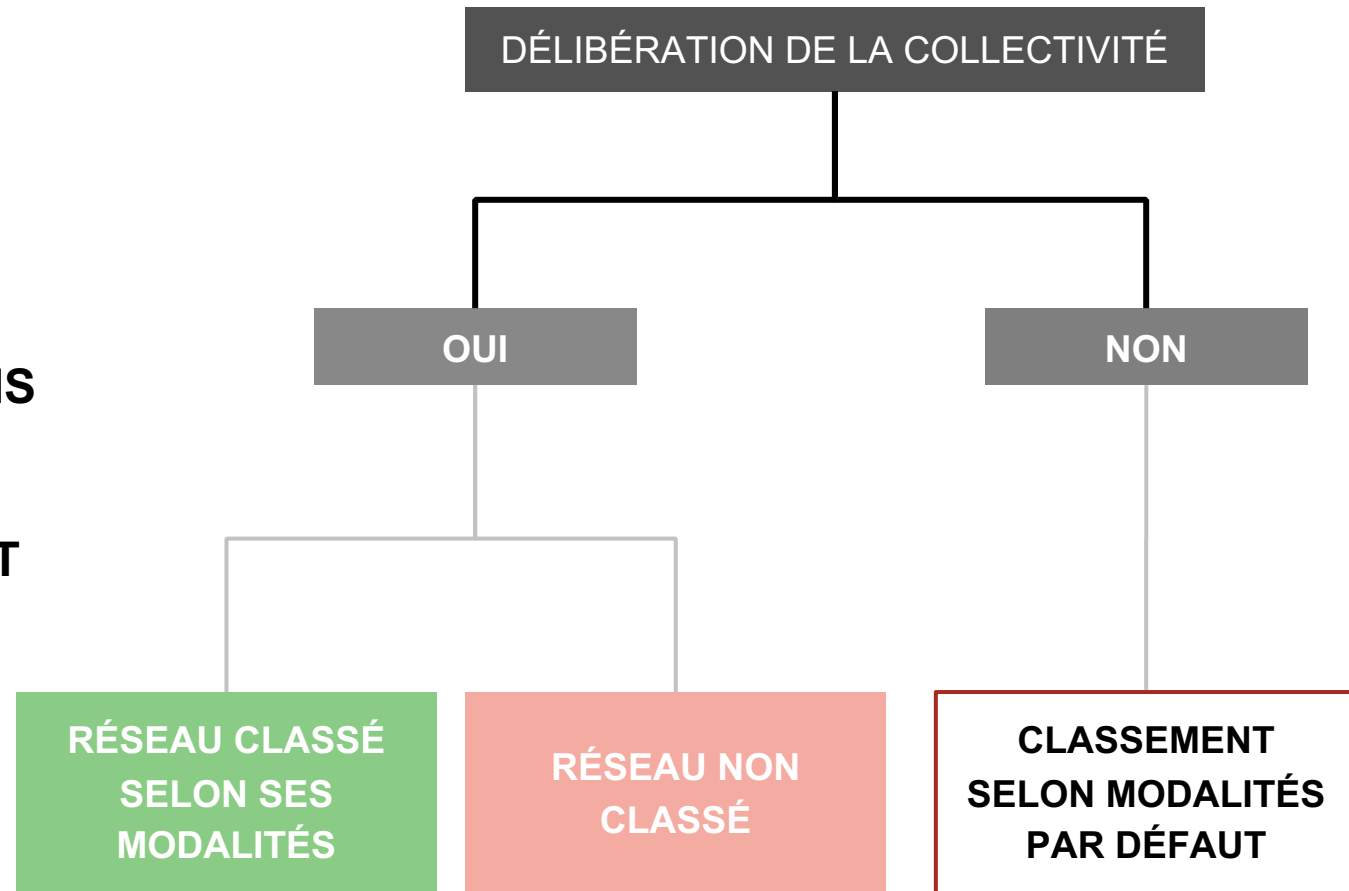 DÉLIBÉRATION DE LA COLLECTIVITÉ
OUI
NON
RÉSEAU CLASSÉ
SELON SES
MODALITÉS
RÉSEAU NON
CLASSÉ
CLASSEMENT
SELON MODALITÉS
PAR DÉFAUT